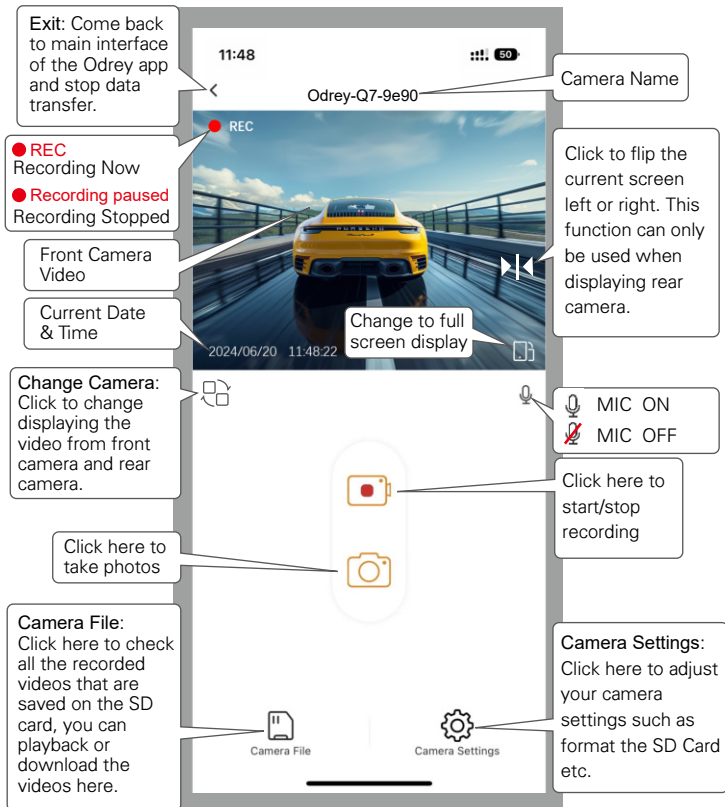 Exit: Come back
to main interface
of the Odrey app
and stop data
transfer.
11:48
50
Odrey-Q7-9e90
Camera Name
REC
REC
Recording Now
Recording paused
Recording Stopped
Click to flip the
current screen
left or right. This
function can only
be used when
displaying rear
camera.
PORSCHE
Front Camera
Video
Current Date
& Time
Change to full
screen display
2024/06/20 11:48:22
Change Camera:
Click to change
displaying the
video from front
camera and rear
camera.
MIC ON
MIC OFF
Click here to
start/stop
recording
Click here to
take photos
Camera File:
Click here to check
all the recorded
videos that are
saved on the SD
card, you can
playback or
download the
videos here.
Camera Settings:
Click here to adjust
your camera
settings such as
format the SD Card
etc.
Camera File
Camera Settings